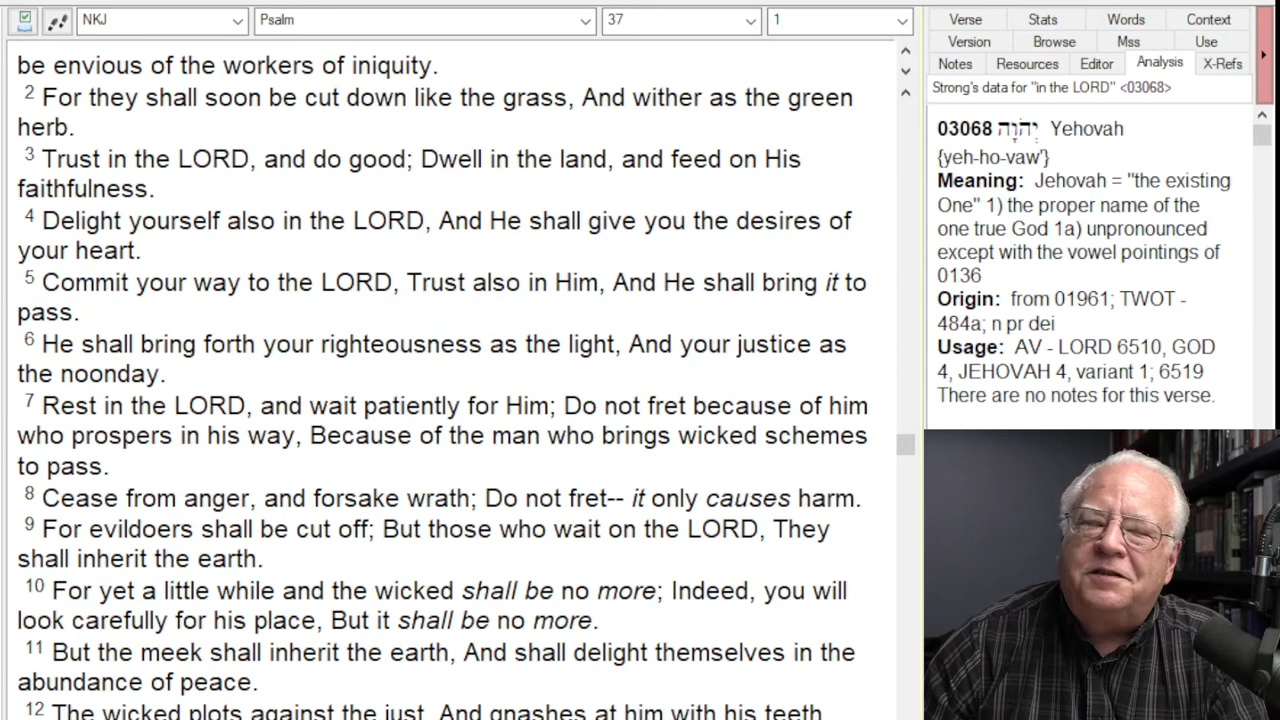 NKJ Psalm 37 1
be envious of the workers of iniquity.
2 For they shall soon be cut down like the grass, And wither as the green
herb.
3 Trust in the LORD, and do good; Dwell in the land, and feed on His
faithfulness.
4 Delight yourself also in the LORD, And He shall give you the desires of
your heart.
5 Commit your way to the LORD, Trust also in Him, And He shall bring it to
pass.
6 He shall bring forth your righteousness as the light, And your justice as
the noonday.
7 Rest in the LORD, and wait patiently for Him; Do not fret because of him
who prospers in his way, Because of the man who brings wicked schemes
to pass.
8 Cease from anger, and forsake wrath; Do not fret-- it only causes harm.
9 For evildoers shall be cut off; But those who wait on the LORD, They
shall inherit the earth.
10 For yet a little while and the wicked shall be no more; Indeed, you will
look carefully for his place, But it shall be no more.
11 But the meek shall inherit the earth, And shall delight themselves in the
abundance of peace.
12 The wicked plots against the just, And gnashes at him with his teeth
Verse Stats Words Context
Version Browse Mss Use
Notes Resources Editor Analysis X-Refs
Strong's data for "in the LORD" <03068>
03068 יְהֹוָה Yehovah
{yeh-ho-vaw'}
Meaning: Jehovah = "the existing
One" 1) the proper name of the
one true God 1a) unpronounced
except with the vowel pointings of
0136
Origin: from 01961; TWOT -
484a; n pr dei
Usage: AV - LORD 6510, GOD
4, JEHOVAH 4, variant 1; 6519
There are no notes for this verse.